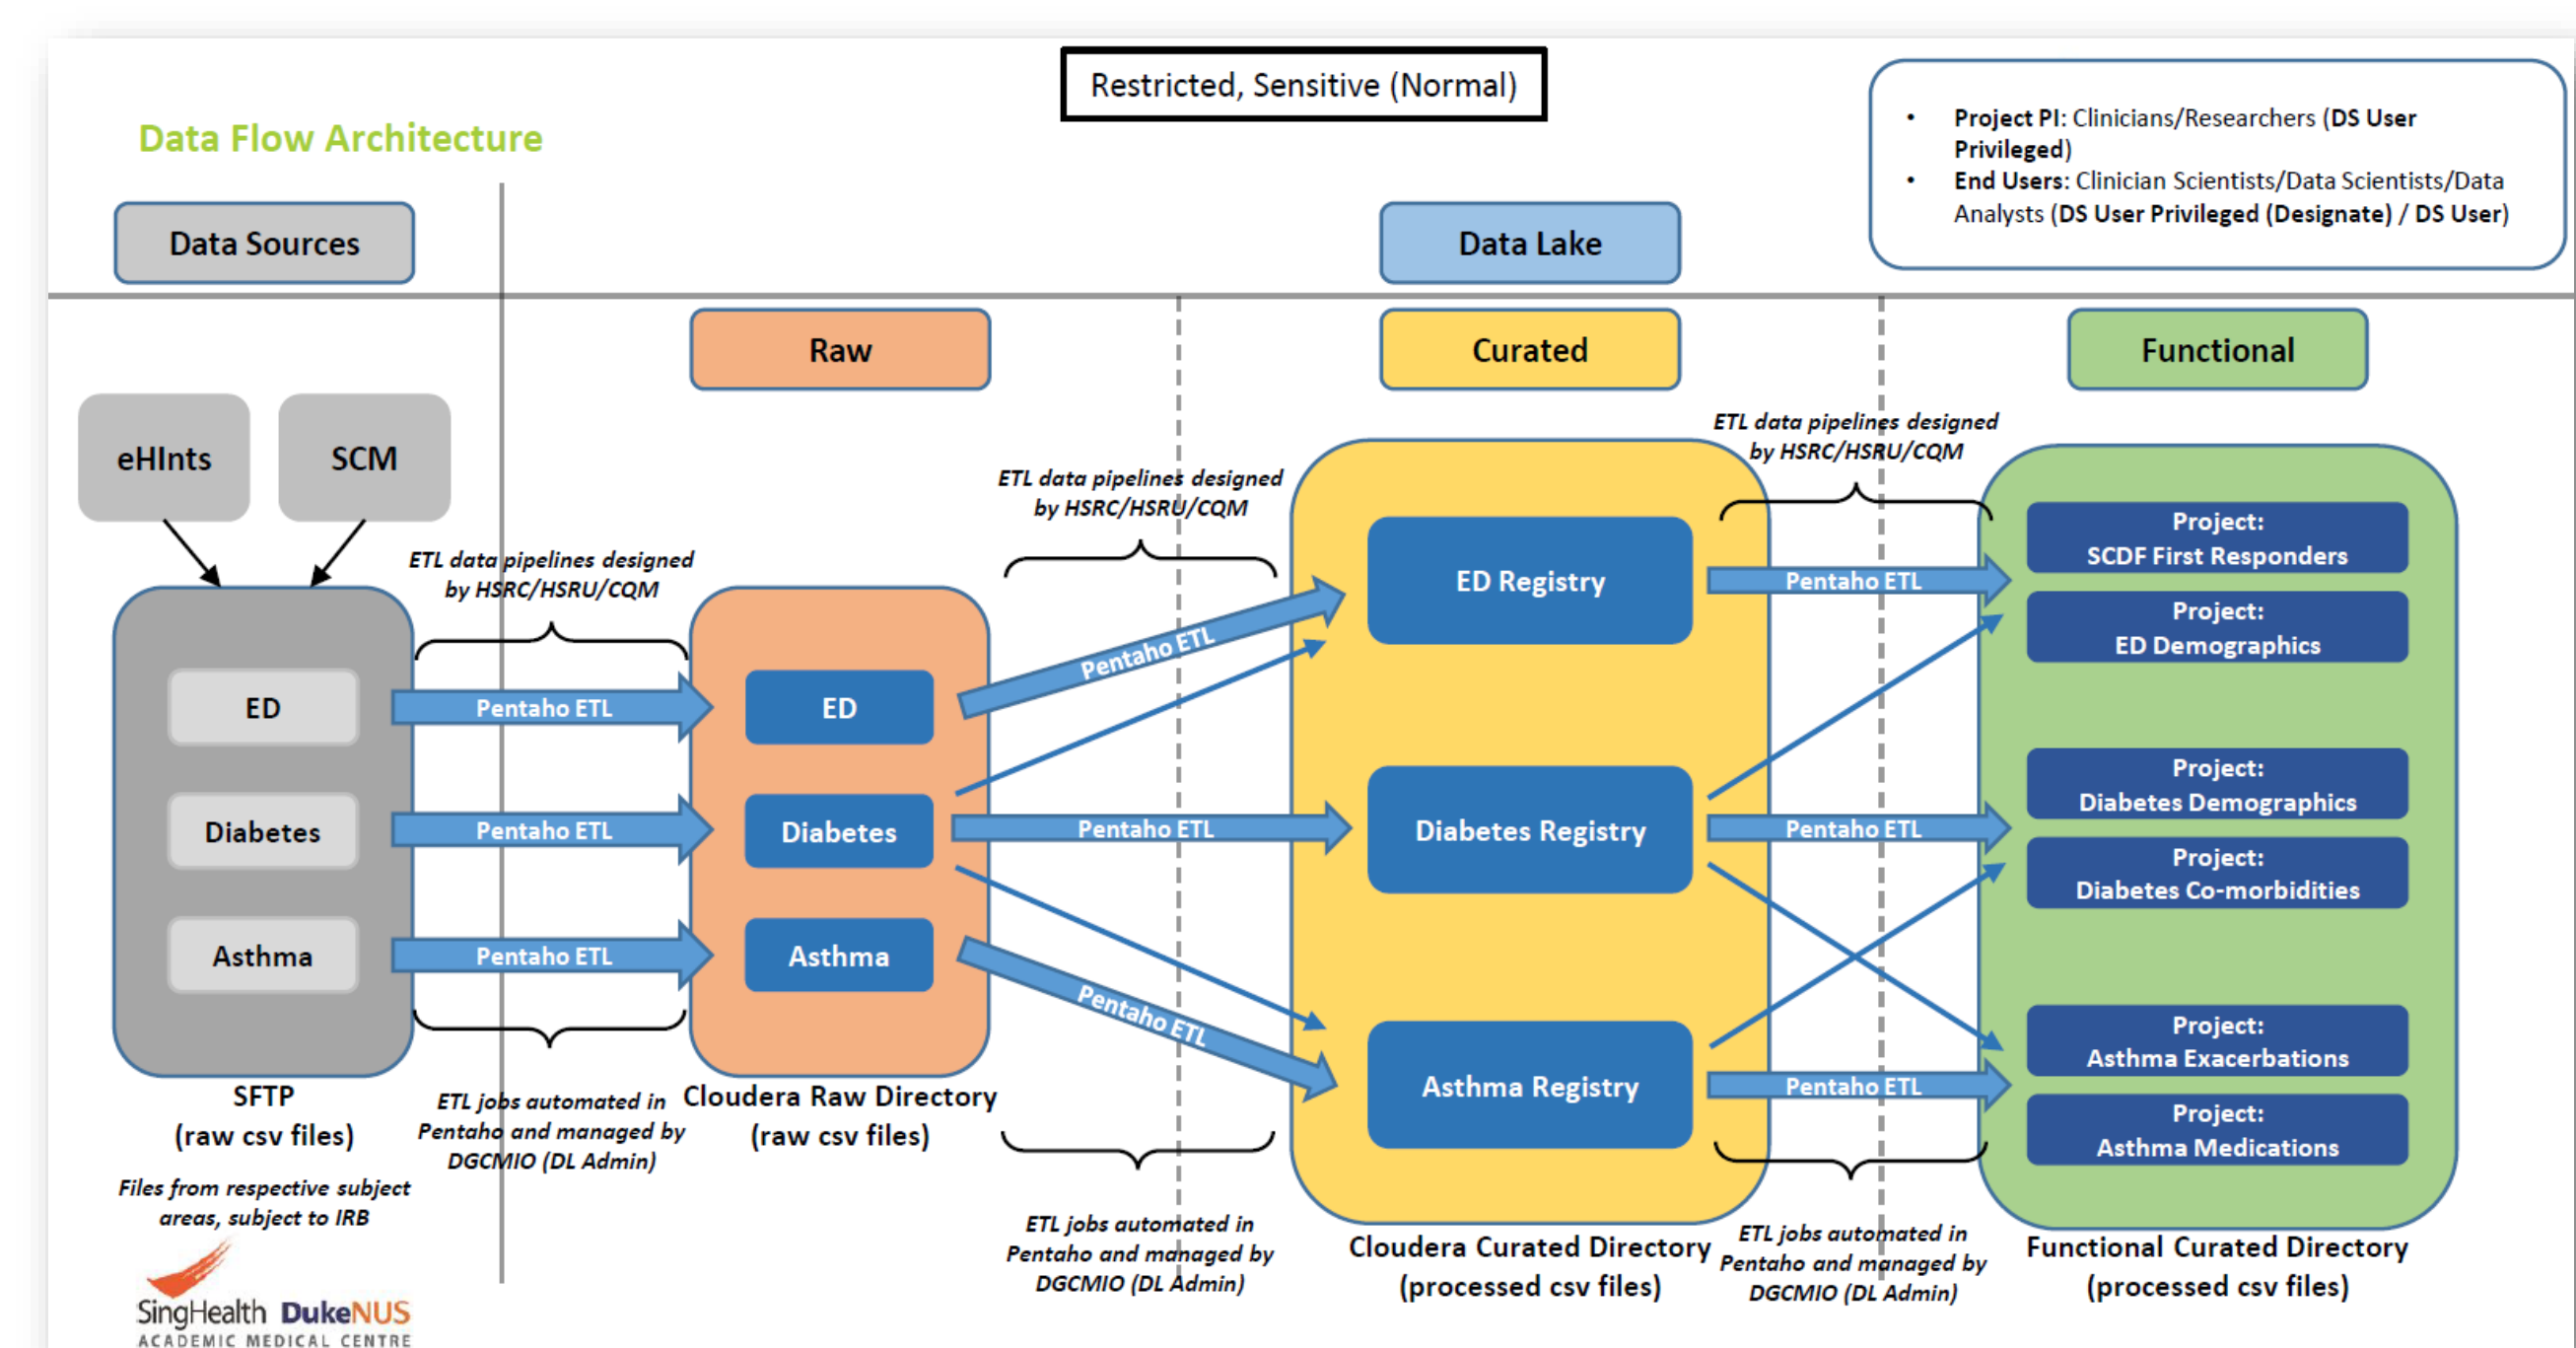 Restricted, Sensitive (Normal)
Data Flow Architecture
• Project PI: Clinicians/Researchers (DS User
Privileged)
• End Users: Clinician Scientists/Data Scientists/Data
Analysts (DS User Privileged (Designate) / DS User)
Data Sources
Data Lake
Raw
Curated
Functional
eHInts
SCM
ED
Diabetes
Asthma
SFTP
(raw csv files)
Files from respective subject
areas, subject to IRB
ETL data pipelines designed
by HSRC/HSRU/CQM
Pentaho ETL
Pentaho ETL
Pentaho ETL
ETL jobs automated in
Pentaho and managed by
DGCMIO (DL Admin)
ED
Diabetes
Asthma
Cloudera Raw Directory
(raw csv files)
ETL data pipelines designed
by HSRC/HSRU/CQM
Pentaho ETL
Pentaho ETL
Pentaho ETL
ETL jobs automated in
Pentaho and managed by
DGCMIO (DL Admin)
ED Registry
Diabetes Registry
Asthma Registry
Cloudera Curated Directory
(processed csv files)
ETL data pipelines designed
by HSRC/HSRU/CQM
Pentaho ETL
Pentaho ETL
Pentaho ETL
ETL jobs automated in
Pentaho and managed by
DGCMIO (DL Admin)
Project:
SCDF First Responders
Project:
ED Demographics
Project:
Diabetes Demographics
Project:
Diabetes Co-morbidities
Project:
Asthma Exacerbations
Project:
Asthma Medications
Functional Curated Directory
(processed csv files)
SingHealth DukeNUS
ACADEMIC MEDICAL CENTRE